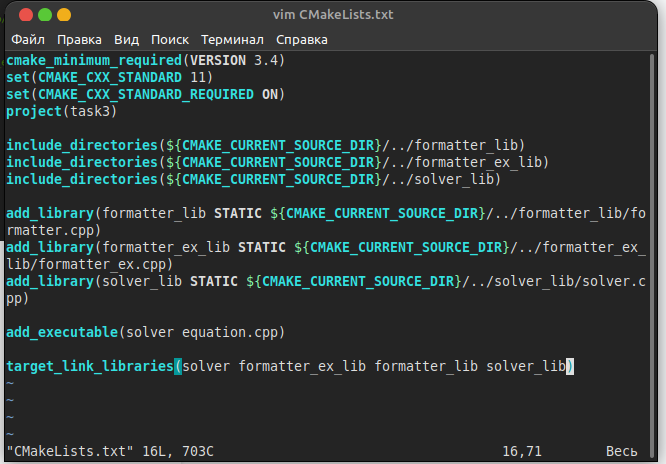 vim CMakeLists.txt
Файл Правка Вид Поиск Терминал Справка
cmake_minimum_required(VERSION 3.4)
set(CMAKE_CXX_STANDARD 11)
set(CMAKE_CXX_STANDARD_REQUIRED ON)
project(task3)
include_directories(${CMAKE_CURRENT_SOURCE_DIR}/../formatter_lib)
include_directories(${CMAKE_CURRENT_SOURCE_DIR}/../formatter_ex_lib)
include_directories(${CMAKE_CURRENT_SOURCE_DIR}/../solver_lib)
add_library(formatter_lib STATIC ${CMAKE_CURRENT_SOURCE_DIR}/../formatter_lib/fo
rmatter.cpp)
add_library(formatter_ex_lib STATIC ${CMAKE_CURRENT_SOURCE_DIR}/../formatter_ex_
lib/formatter_ex.cpp)
add_library(solver_lib STATIC ${CMAKE_CURRENT_SOURCE_DIR}/../solver_lib/solver.c
pp)
add_executable(solver equation.cpp)
target_link_libraries(solver formatter_ex_lib formatter_lib solver_lib)
~
~
~
~
"CMakeLists.txt" 16L, 703C 16,71 Весь